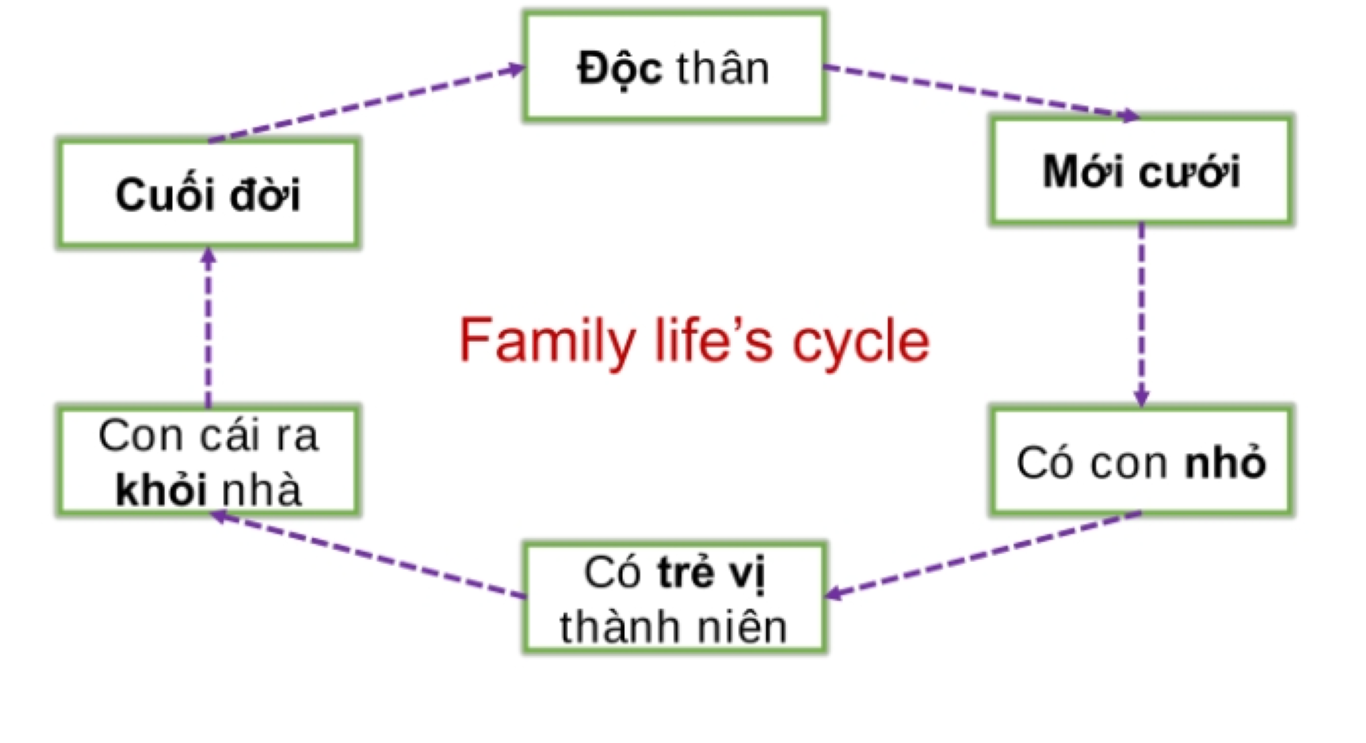 Độc thân
Mới cưới
Cuối đời
Family life’s cycle
Con cái ra
khỏi nhà
Có con nhỏ
Có trẻ vị
thành niên